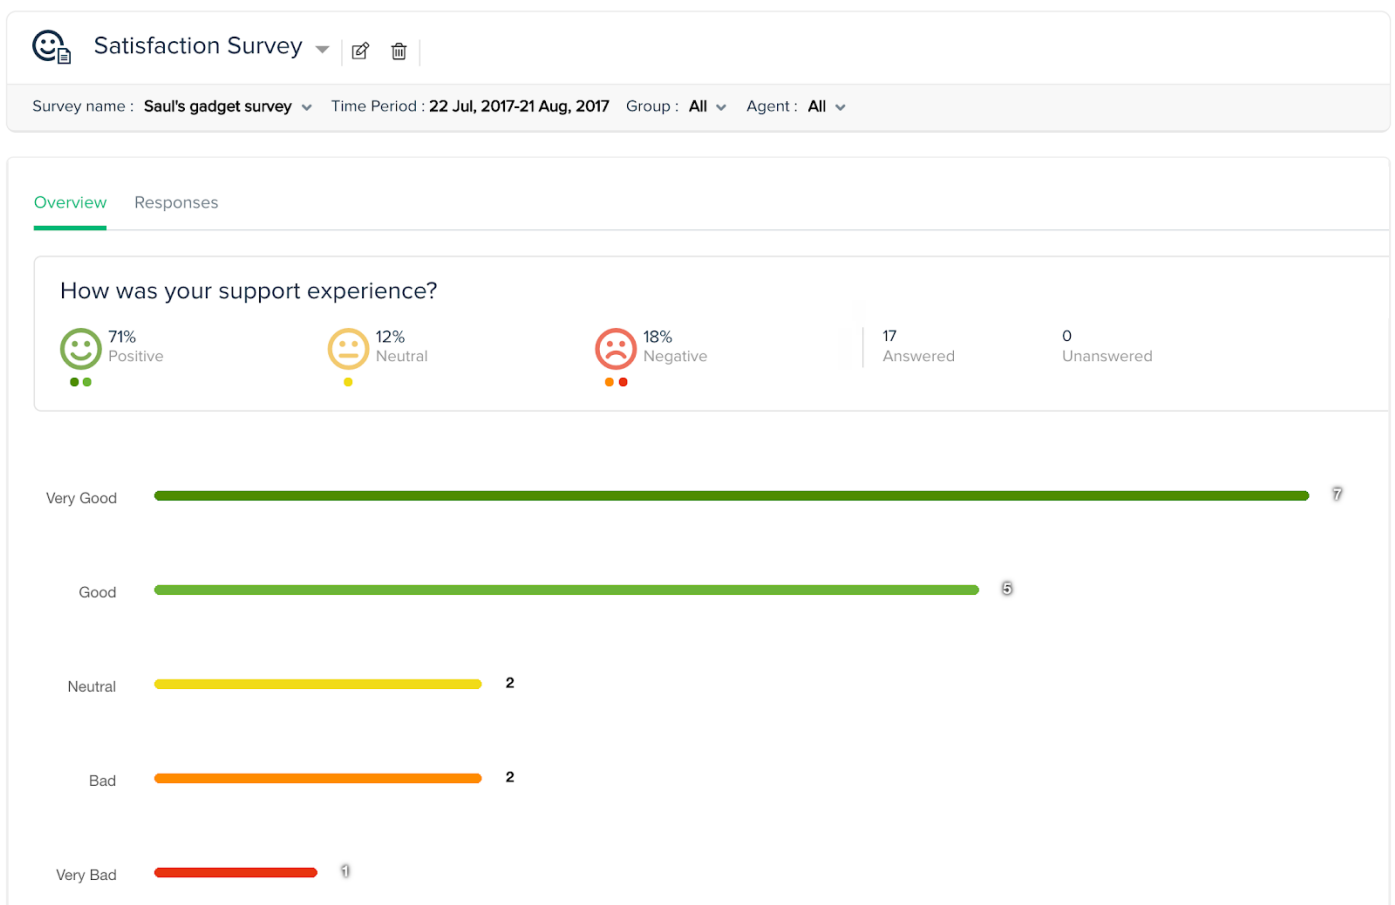 Satisfaction Survey
Survey name : Saul's gadget survey Time Period : 22 Jul, 2017-21 Aug, 2017 Group : All Agent : All
Overview Responses
How was your support experience?
71% 12% 18% 17 0
Positive Neutral Negative Answered Unanswered
Very Good 7
Good 5
Neutral 2
Bad 2
Very Bad 1